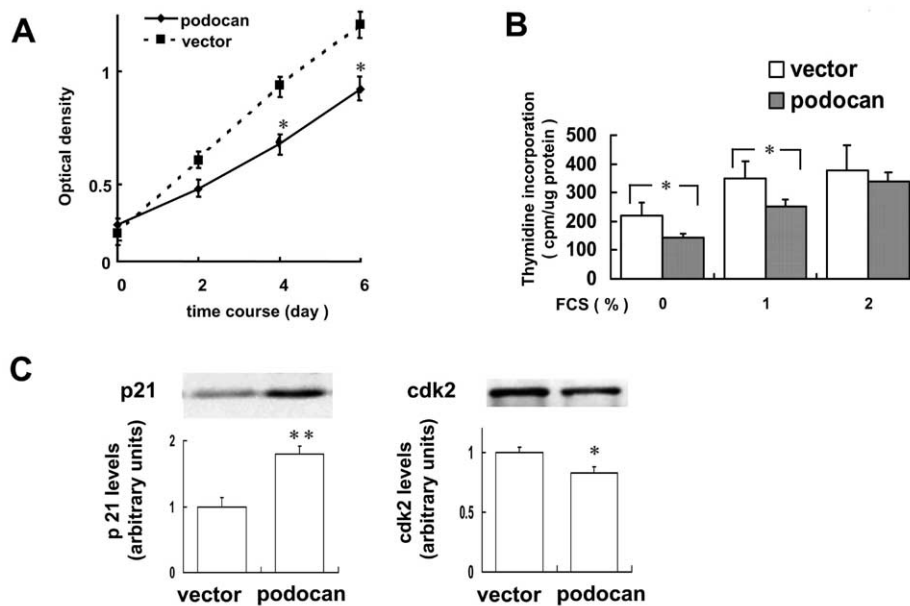 A
podocan
vector
*
*
1
0.5
0
Optical density
0 2 4 6
time course (day )
B
vector
podocan
500
400
300
200
100
0
Thymidine incorporation
( cpm/ug protein)
*
*
FCS ( % ) 0 1 2
C
p21
**
2
1
0
p 21 levels
(arbitrary units)
vector podocan
cdk2
*
1
0.5
0
cdk2 levels
(arbitrary units)
vector podocan